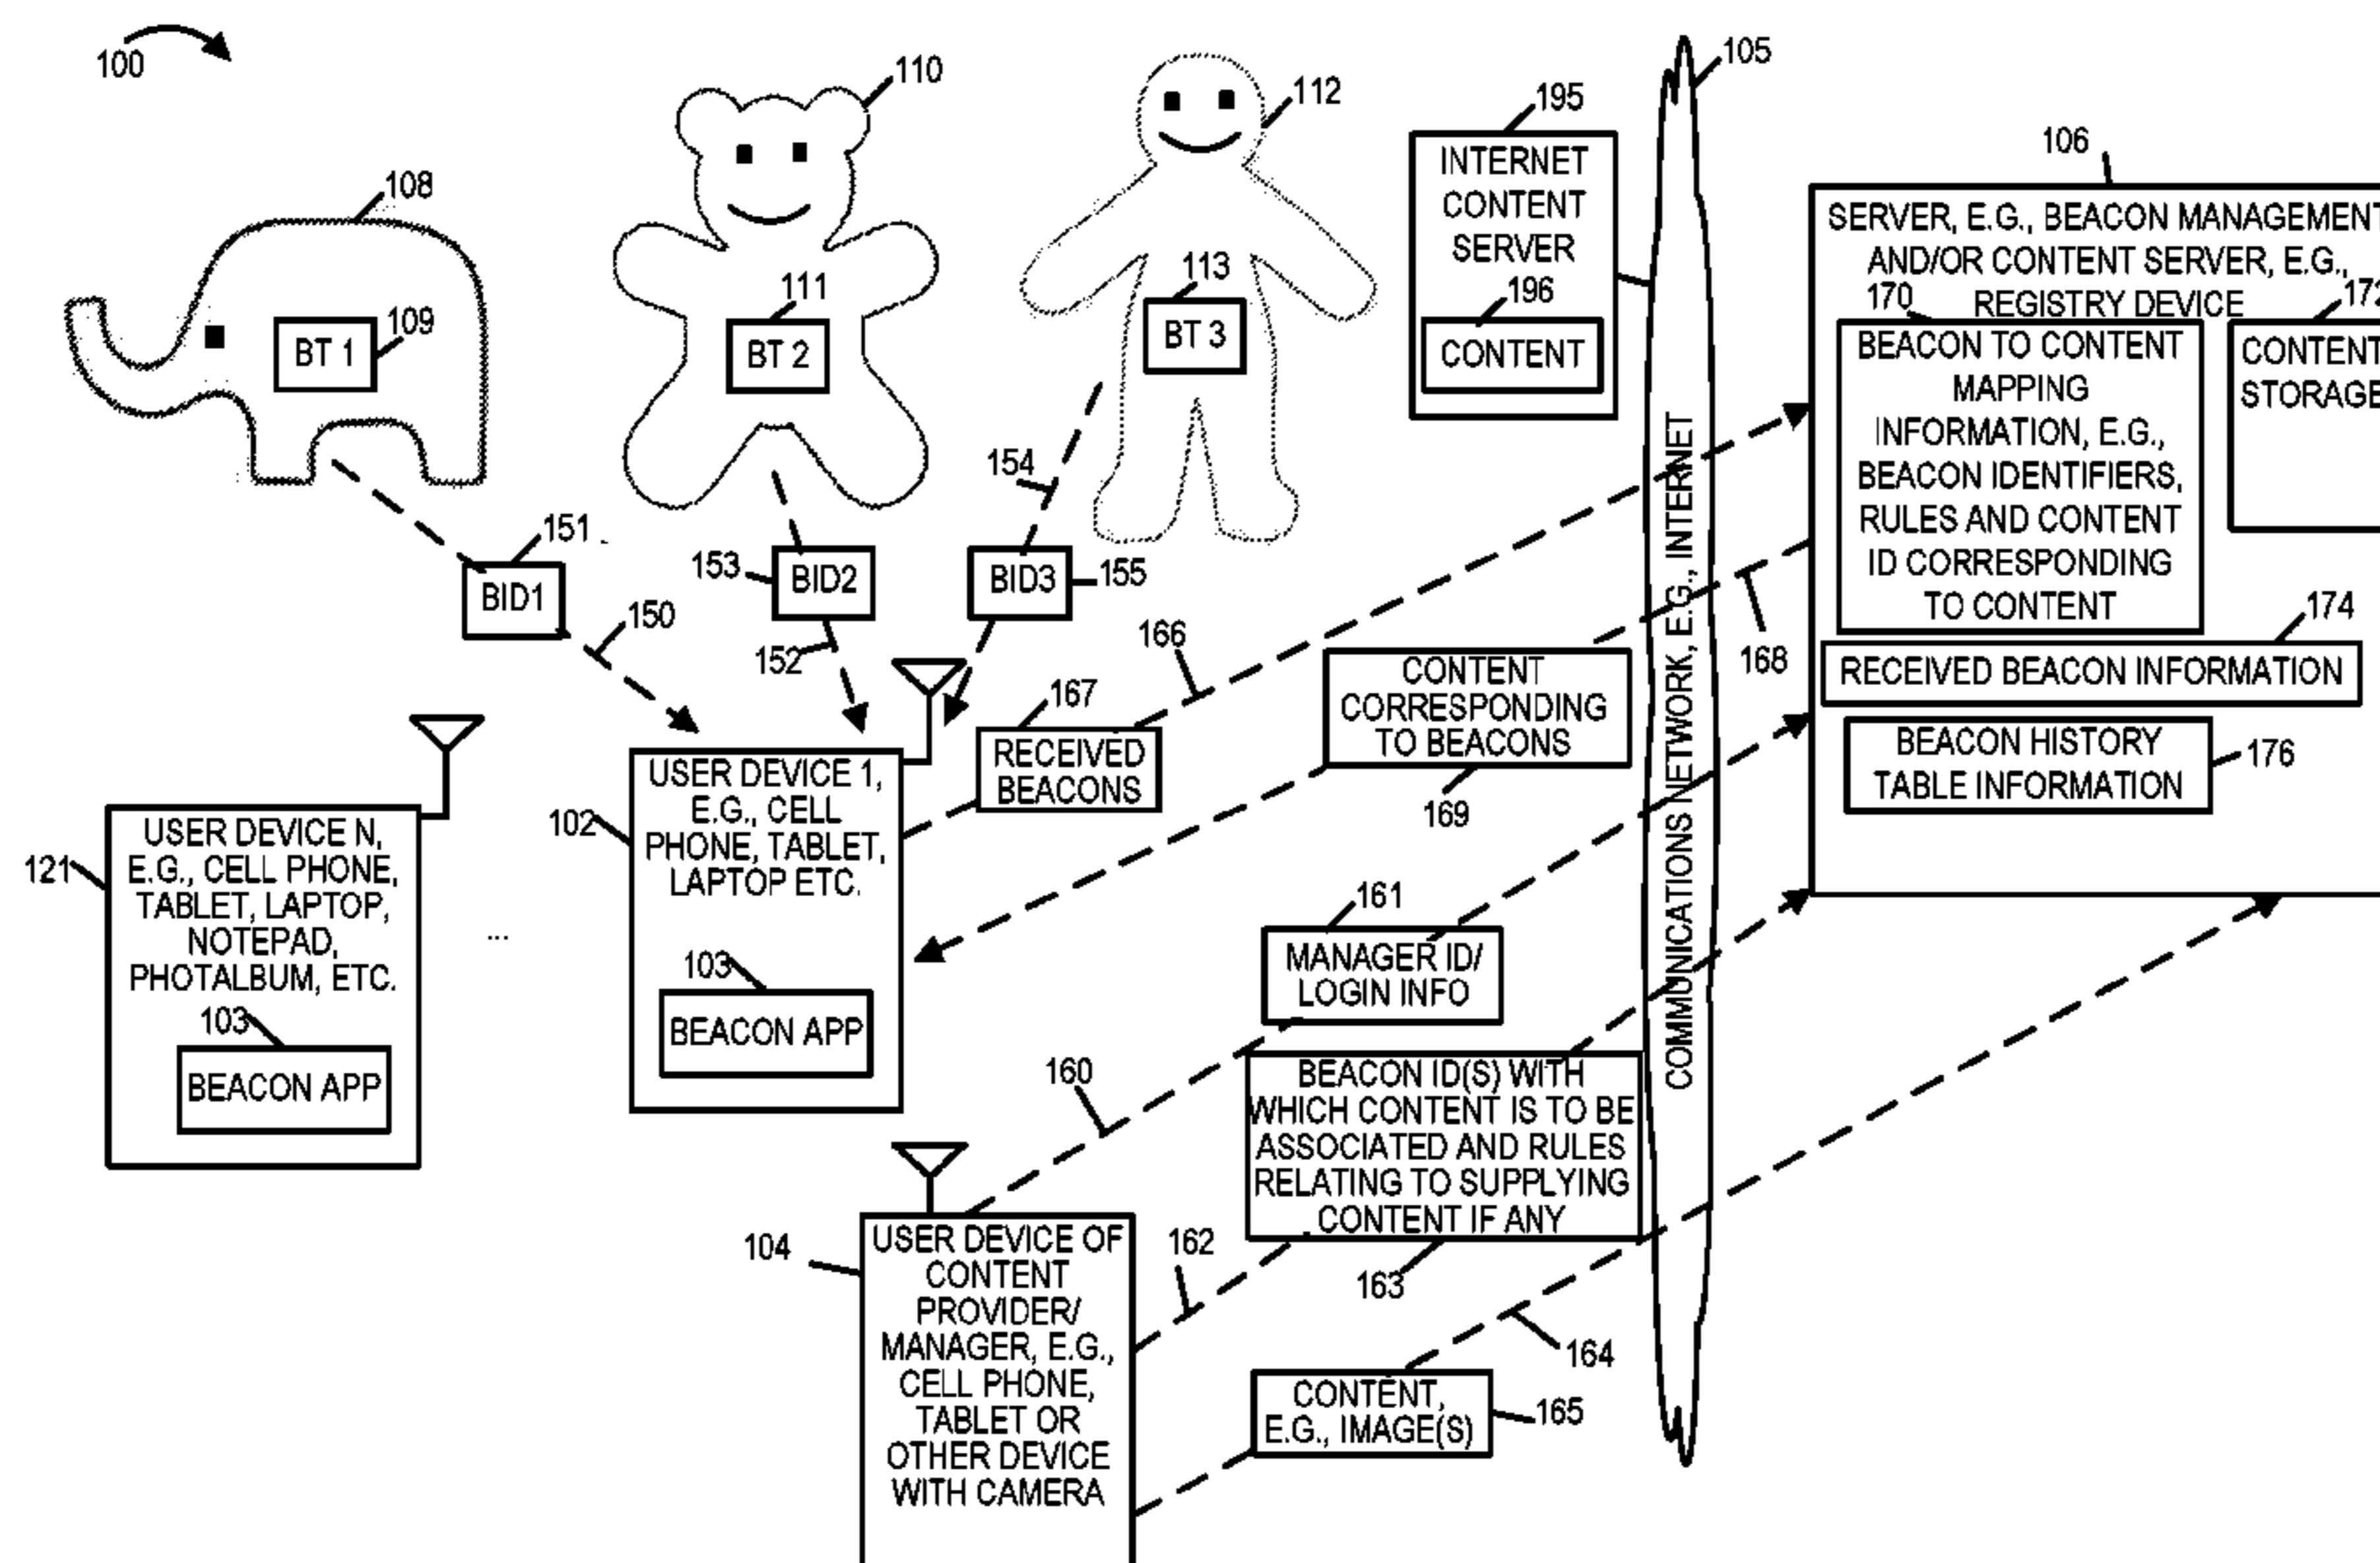 100
108
BT 1
109
110
111
BT 2
112
113
BT 3
195
INTERNET
CONTENT
SERVER
196
CONTENT
105
COMMUNICATIONS NETWORK, E.G., INTERNET
106
SERVER, E.G., BEACON MANAGEMENT
AND/OR CONTENT SERVER, E.G.,
REGISTRY DEVICE
170
BEACON TO CONTENT
MAPPING
INFORMATION, E.G.,
BEACON IDENTIFIERS,
RULES AND CONTENT
ID CORRESPONDING
TO CONTENT
172
CONTENT
STORAGE
174
RECEIVED BEACON INFORMATION
BEACON HISTORY
TABLE INFORMATION
176
151
BID1
150
153
BID2
152
154
BID3
155
166
167
RECEIVED
BEACONS
168
CONTENT
CORRESPONDING
TO BEACONS
169
121
USER DEVICE N,
E.G., CELL PHONE,
TABLET, LAPTOP,
NOTEPAD,
PHOTALBUM, ETC.
103
BEACON APP
...
102
USER DEVICE 1,
E.G., CELL
PHONE, TABLET,
LAPTOP ETC.
103
BEACON APP
161
MANAGER ID/
LOGIN INFO
160
BEACON ID(S) WITH
WHICH CONTENT IS TO BE
ASSOCIATED AND RULES
RELATING TO SUPPLYING
CONTENT IF ANY
162
163
104
USER DEVICE OF
CONTENT
PROVIDER/
MANAGER, E.G.,
CELL PHONE,
TABLET OR
OTHER DEVICE
WITH CAMERA
164
CONTENT,
E.G., IMAGE(S)
165